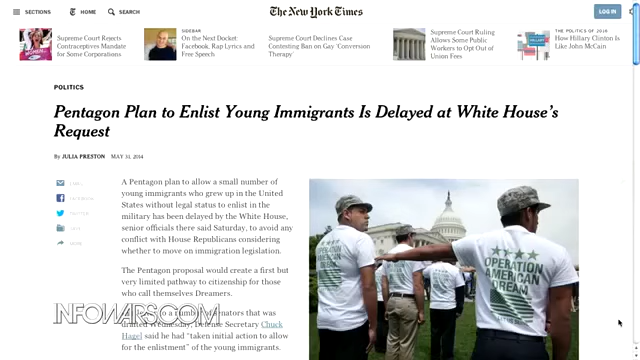 SECTIONS HOME SEARCH
The New York Times
LOG IN
Supreme Court Rejects
Contraceptives Mandate
for Some Corporations
SIDEBAR
On the Next Docket:
Facebook, Rap Lyrics and
Free Speech
Supreme Court Declines Case
Contesting Ban on Gay 'Conversion
Therapy'
Supreme Court Ruling
Allows Some Public
Workers to Opt Out of
Union Fees
THE POLITICS OF 2016
How Hillary Clinton Is
Like John McCain
POLITICS
Pentagon Plan to Enlist Young Immigrants Is Delayed at White House's
Request
By JULIA PRESTON MAY 31, 2014
EMAIL
FACEBOOK
TWITTER
SAVE
MORE
A Pentagon plan to allow a small number of
young immigrants who grew up in the United
States without legal status to enlist in the
military has been delayed by the White House,
senior officials there said Saturday, to avoid any
conflict with House Republicans considering
whether to move on immigration legislation.
The Pentagon proposal would create a first but
very limited pathway to citizenship for those
who call themselves Dreamers.
to a number of senators that was
drafted Wednesday, Defense Secretary Chuck
Hagel said he had "taken initial action to allow
for the enlistment" of the young immigrants.
INFOWARS.COM
OPERATION
AMERICAN
DREAM